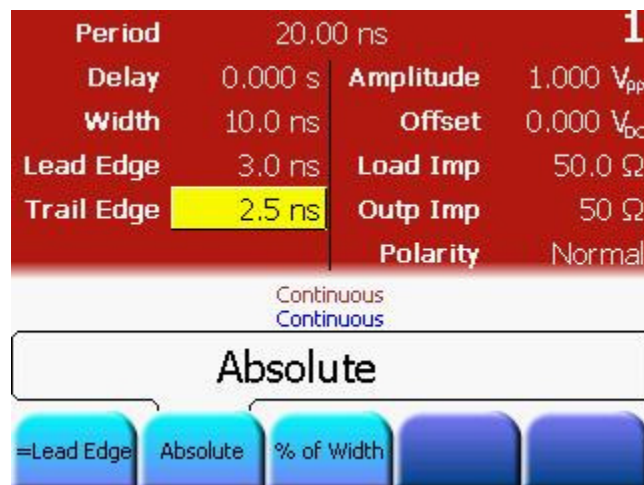 Period 20.00 ns 1
Delay 0.000 s Amplitude 1.000 Vpp
Width 10.0 ns Offset 0.000 VDC
Lead Edge 3.0 ns Load Imp 50.0 Ω
Trail Edge 2.5 ns Outp Imp 50 Ω
Polarity Normal
Continuous
Continuous
Absolute
=Lead Edge Absolute % of Width